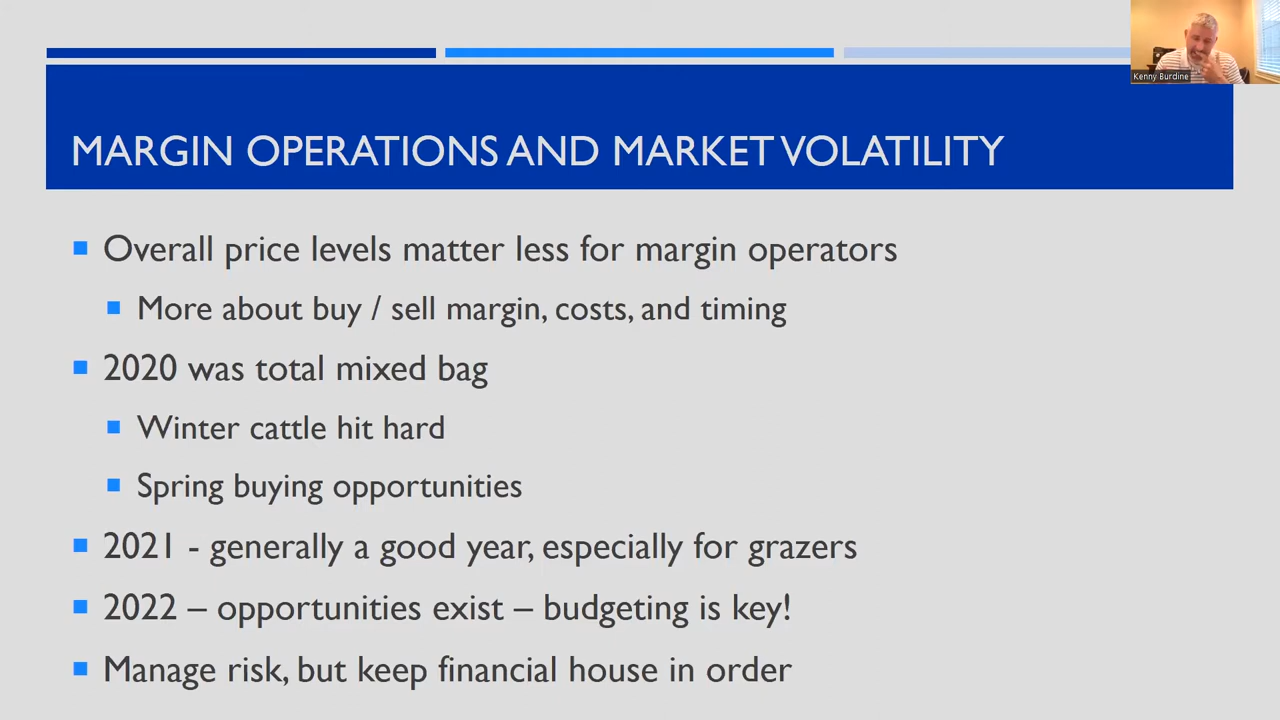 Kenny Burdine
MARGIN OPERATIONS AND MARKET VOLATILITY
Overall price levels matter less for margin operators
More about buy / sell margin, costs, and timing
2020 was total mixed bag
Winter cattle hit hard
Spring buying opportunities
2021 - generally a good year, especially for grazers
2022 – opportunities exist – budgeting is key!
Manage risk, but keep financial house in order